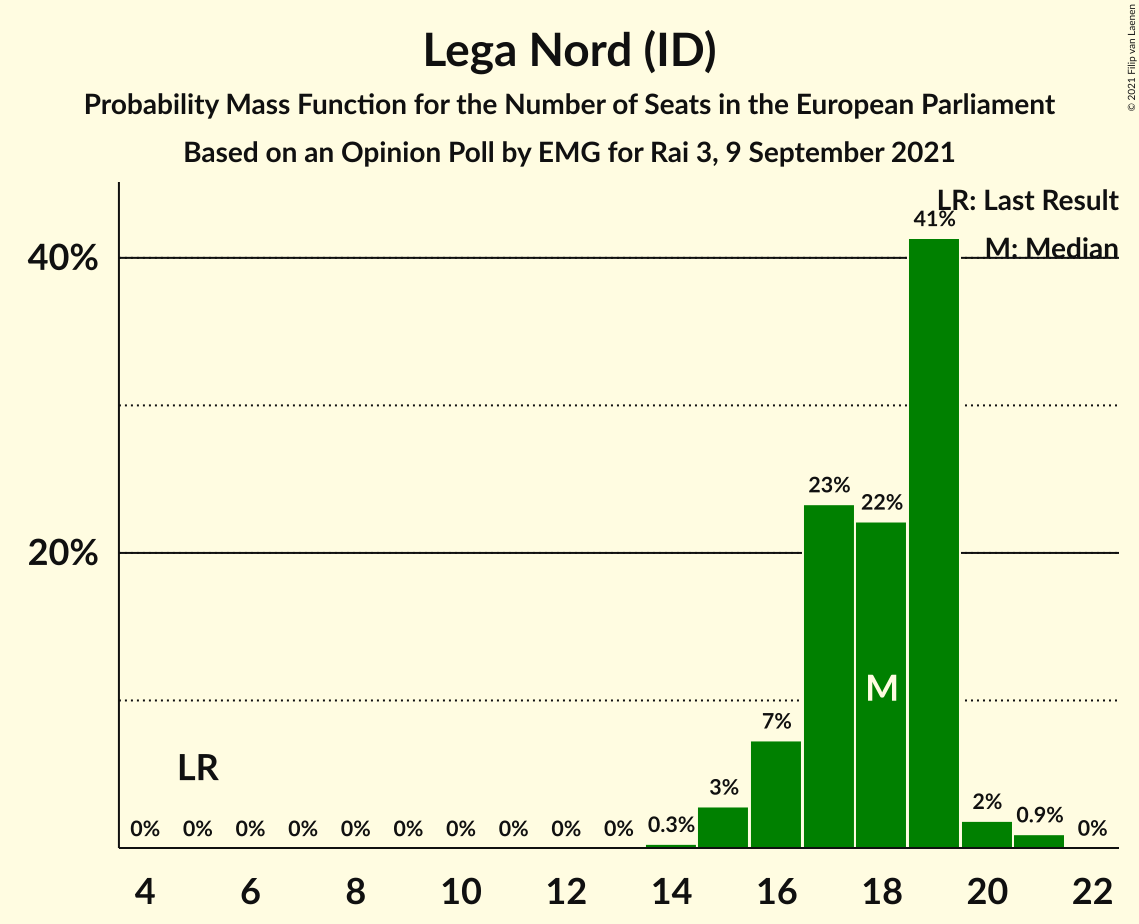 Lega Nord (ID)
Probability Mass Function for the Number of Seats in the European Parliament
Based on an Opinion Poll by EMG for Rai 3, 9 September 2021
© 2021 Filip van Laenen
LR: Last Result
M: Median
40%
20%
41%
23%
22%
M
7%
LR
3%
2%
0% 0% 0% 0% 0% 0% 0% 0% 0% 0% 0.3% 0.9% 0%
4 6 8 10 12 14 16 18 20 22